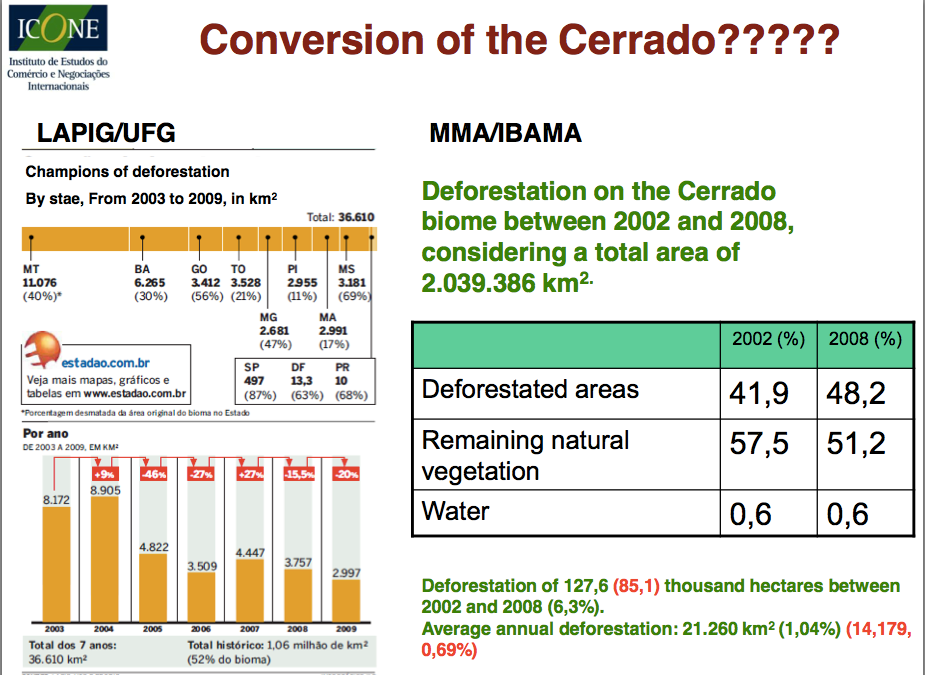 ICONE
Instituto de Estudos do
Comércio e Negociações
Internacionais
Conversion of the Cerrado?????
LAPIG/UFG
Champions of deforestation
By stae, From 2003 to 2009, in km²
Total: 36.610
MT
11.076
(40%)*
BA
6.265
(30%)
GO
3.412
(56%)
TO
3.528
(21%)
PI
2.955
(11%)
MS
3.181
(69%)
MG
2.681
(47%)
MA
2.991
(17%)
SP
497
(87%)
DF
13,3
(63%)
PR
10
(68%)
estadao.com.br
Veja mais mapas, gráficos e
tabelas em www.estadao.com.br
*Porcentagem desmatada da área original do bioma no Estado
Por ano
DE 2003 A 2009, EM KM²
+9% -46% -27% +27% -15,5% -20%
8.172 8.905 4.822 3.509 4.447 3.757 2.997
2003 2004 2005 2006 2007 2008 2009
Total dos 7 anos:
36.610 km²
Total histórico: 1,06 milhão de km²
(52% do bioma)
MMA/IBAMA
Deforestation on the Cerrado
biome between 2002 and 2008,
considering a total area of
2.039.386 km².
2002 (%) 2008 (%)
Deforestated areas 41,9 48,2
Remaining natural
vegetation 57,5 51,2
Water 0,6 0,6
Deforestation of 127,6 (85,1) thousand hectares between
2002 and 2008 (6,3%).
Average annual deforestation: 21.260 km² (1,04%) (14,179,
0,69%)